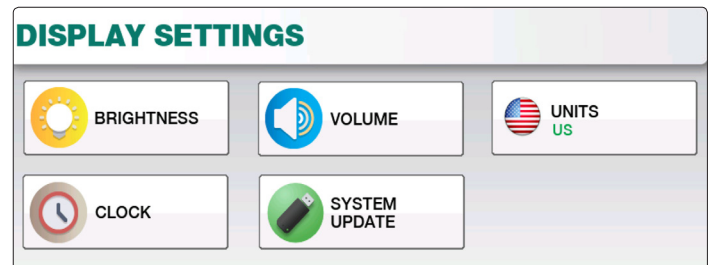 DISPLAY SETTINGS
BRIGHTNESS
VOLUME
UNITS
US
CLOCK
SYSTEM
UPDATE